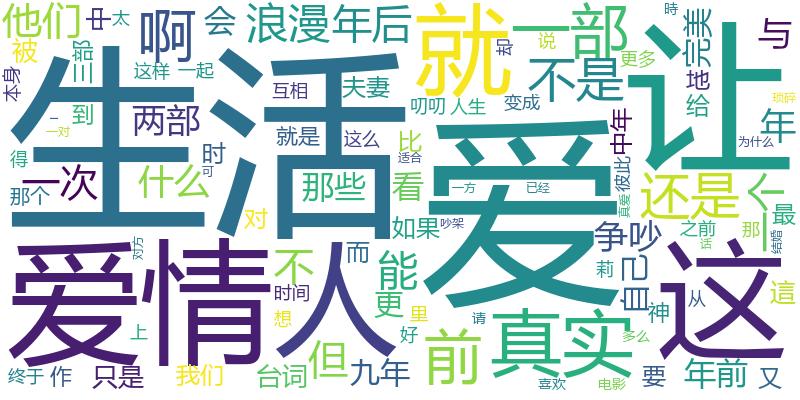 他们
中
太
啊
会
浪漫
年后
就
一部
让
完美
与
被
三部
不是
却
说
更多
给
吧
本身
这样
一起
互相
夫妻
叨叨
人生
变成
時
琐碎
生活
爱
到
两部
就是
这么
比
中年
年
一
一对
得
时
可
适合
为什么
一次
什么
那些
看
一方
已经
彼此
真爱
还是
一个
最
那个
对
如果
吵架
争吵
之前
那
结婚
话
爱情
人
对方
不
而
能
莉
自己
这
時间
想
更
里
前
真实
神
从
這
上
但
好
请
多么
终于
作
只是
我们
台词
九年
喜欢
电影
要
年前
又